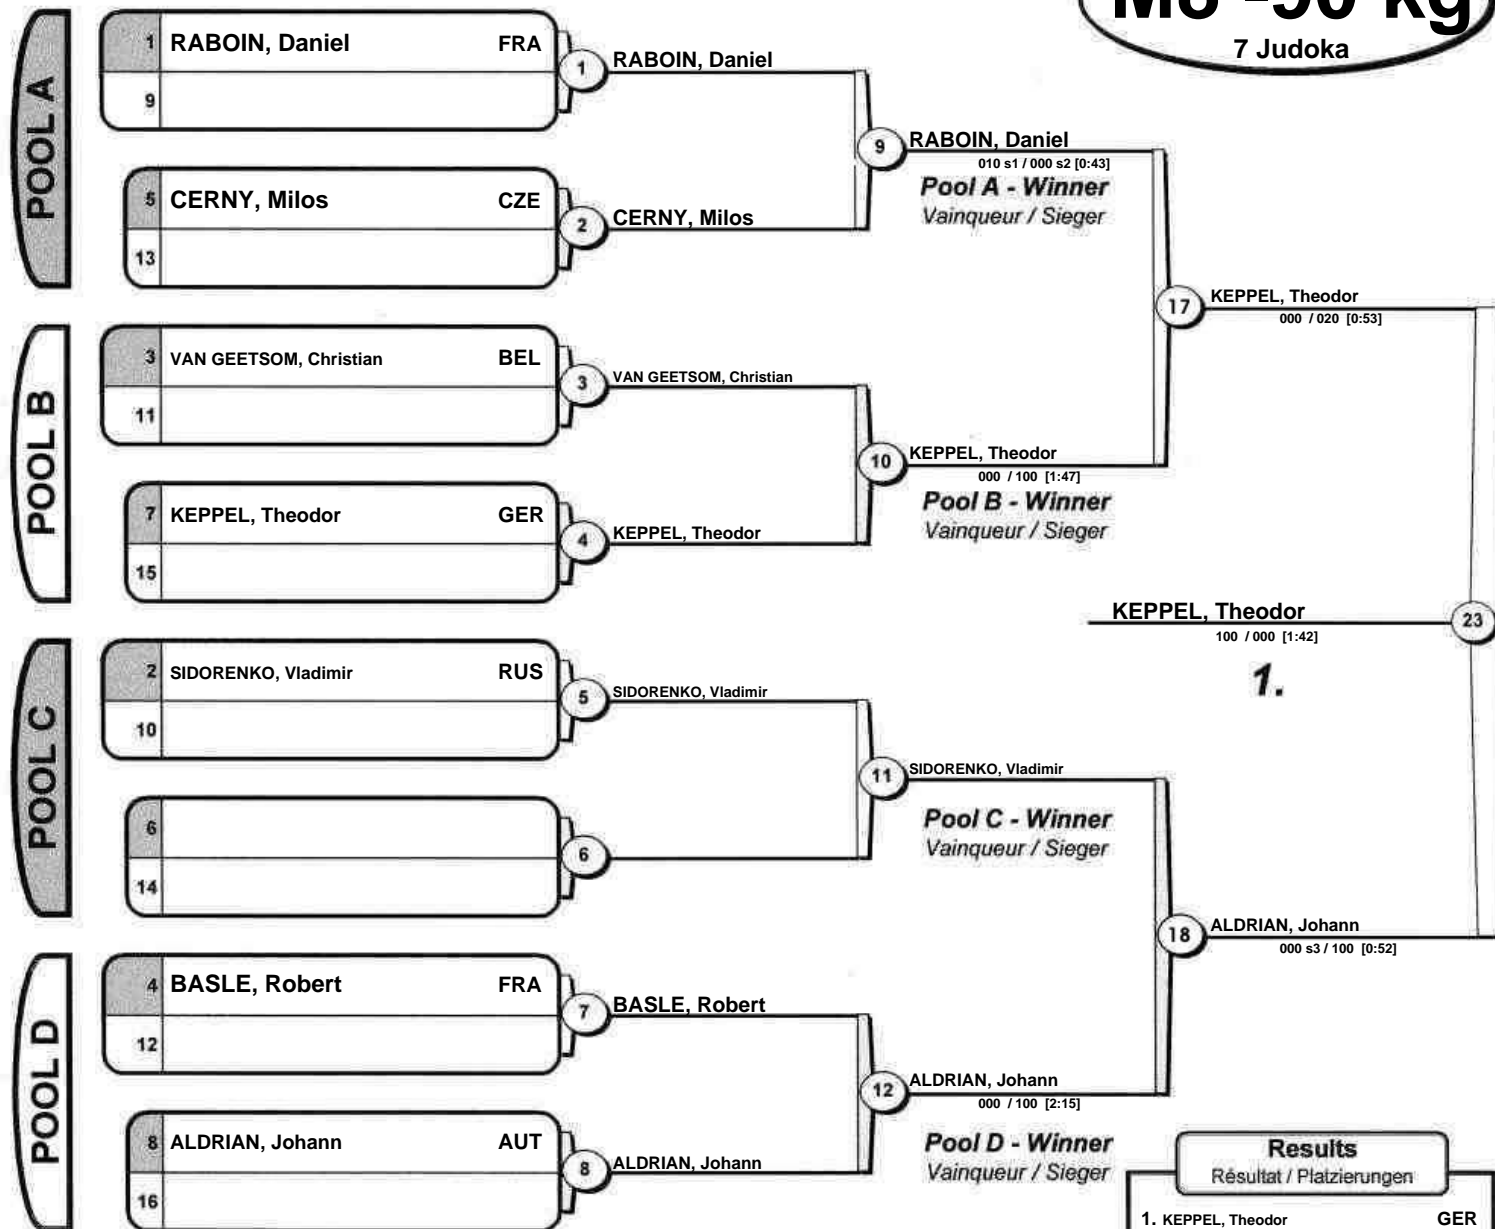 M8 -90 kg
7 Judoka
POOL A
1 RABOIN, Daniel FRA
9
5 CERNY, Milos CZE
13
1 RABOIN, Daniel
2 CERNY, Milos
9 RABOIN, Daniel
010 s1 / 000 s2 [0:43]
Pool A - Winner
Vainqueur / Sieger
POOL B
3 VAN GEETSOM, Christian BEL
11
7 KEPPEL, Theodor GER
15
3 VAN GEETSOM, Christian
4 KEPPEL, Theodor
10 KEPPEL, Theodor
000 / 100 [1:47]
Pool B - Winner
Vainqueur / Sieger
17 KEPPEL, Theodor
000 / 020 [0:53]
KEPPEL, Theodor 23
100 / 000 [1:42]
1.
POOL C
2 SIDORENKO, Vladimir RUS
10
6
14
5 SIDORENKO, Vladimir
6
11 SIDORENKO, Vladimir
Pool C - Winner
Vainqueur / Sieger
18 ALDRIAN, Johann
000 s3 / 100 [0:52]
POOL D
4 BASLE, Robert FRA
12
8 ALDRIAN, Johann AUT
16
7 BASLE, Robert
8 ALDRIAN, Johann
12 ALDRIAN, Johann
000 / 100 [2:15]
Pool D - Winner
Vainqueur / Sieger
Results
Résultat / Platzierungen
1. KEPPEL, Theodor GER